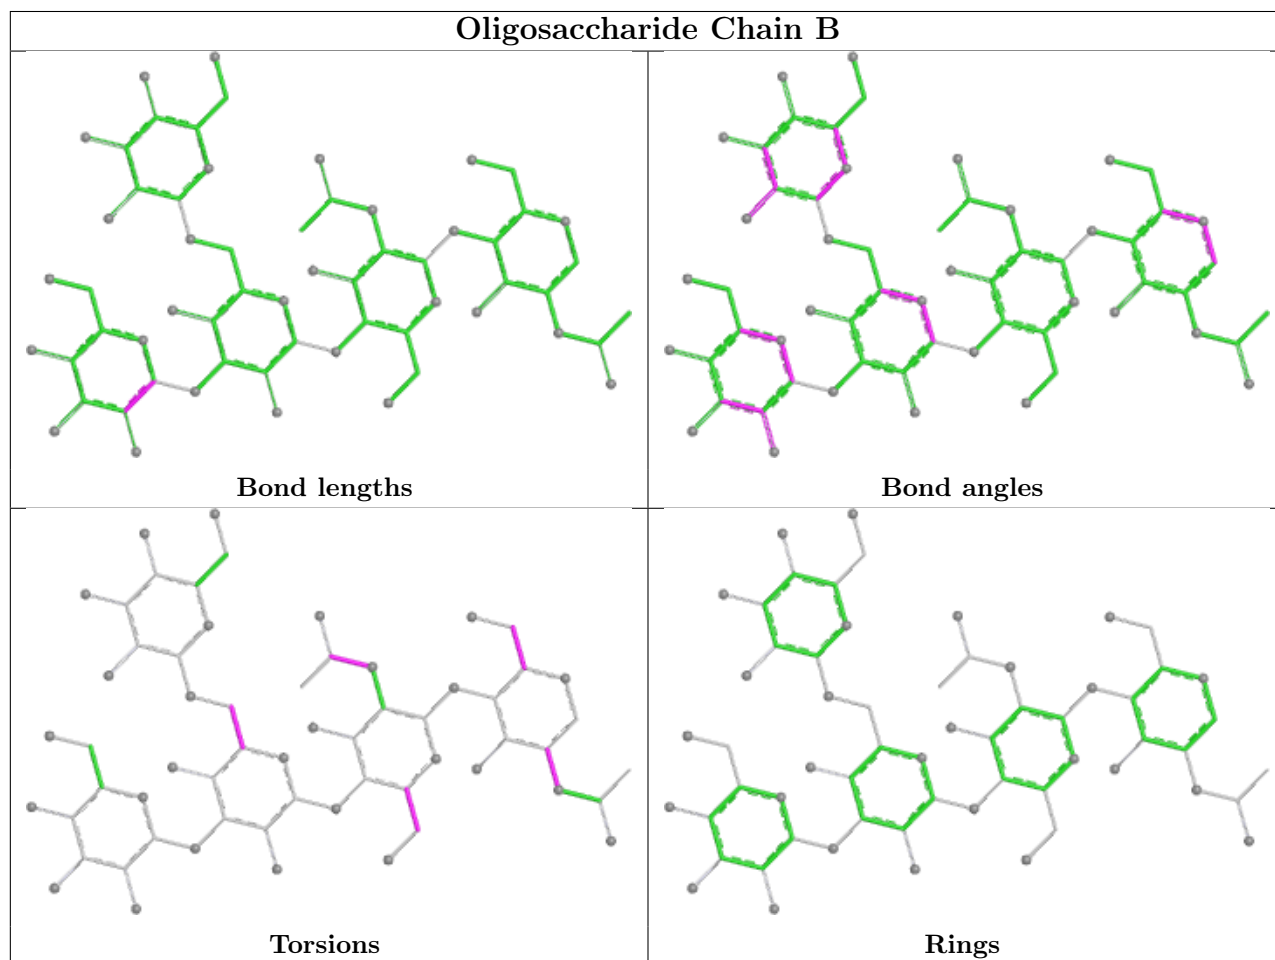 Oligosaccharide Chain B
Bond lengths
Bond angles
Torsions
Rings